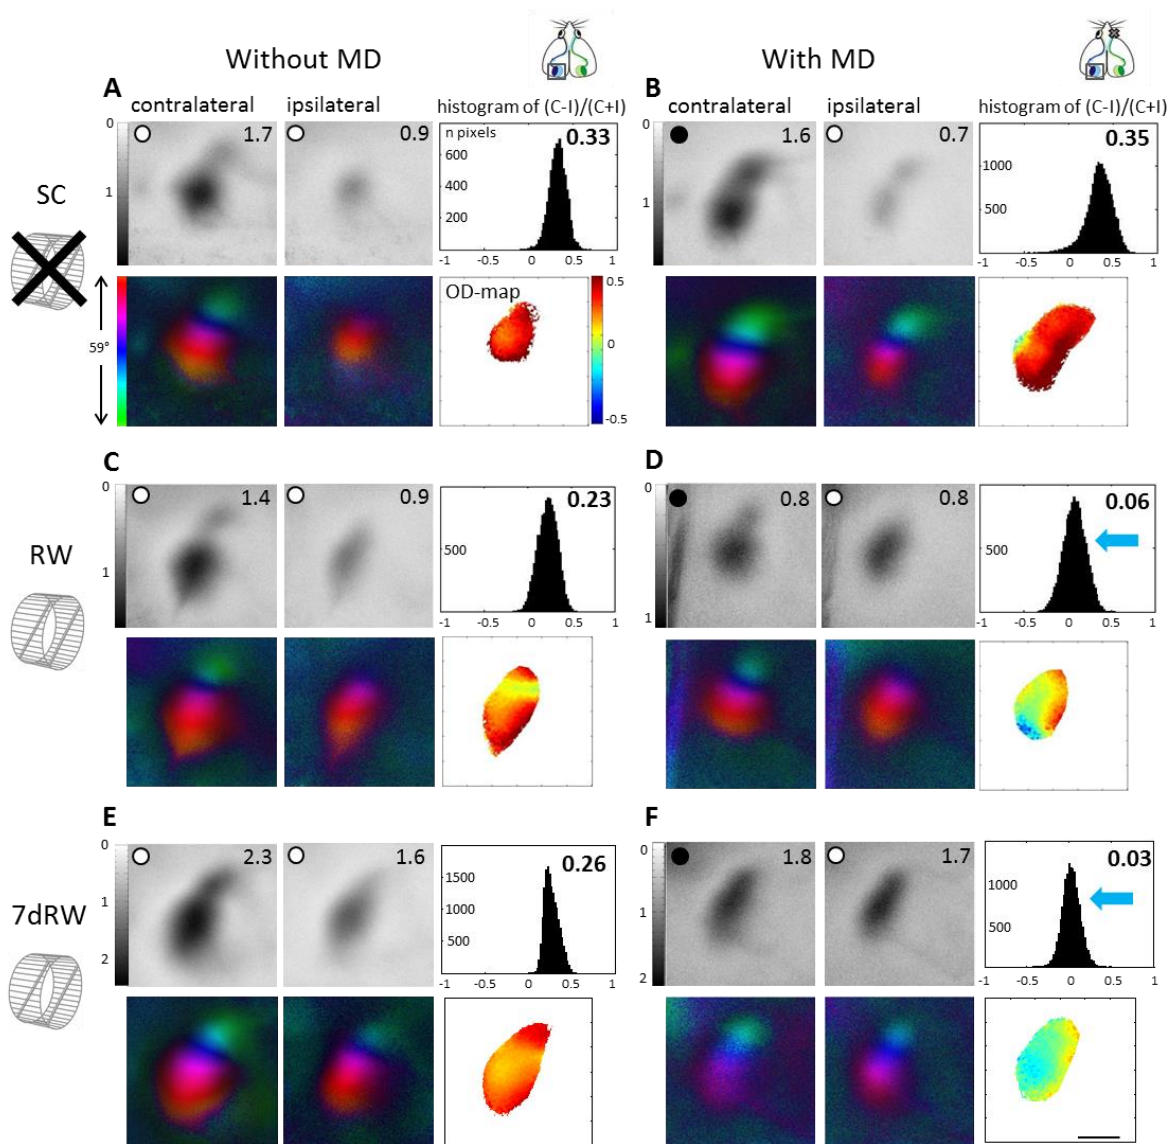 Without MD
With MD
A
contralateral
ipsilateral
histogram of (C-I)/(C+I)
B
contralateral
ipsilateral
histogram of (C-I)/(C+I)
SC
0
1
1.7
0.9
n pixels
0.33
600
400
200
-1 -0.5 0 0.5 1
0
1
1.6
0.7
0.35
1000
500
-1 -0.5 0 0.5 1
59°
OD-map
0.5
0
-0.5
C
D
RW
0
1
1.4
0.9
0.23
500
-1 -0.5 0 0.5 1
0
1
0.8
0.8
0.06
500
-1 -0.5 0 0.5 1
E
F
7dRW
0
1
2
2.3
1.6
0.26
1500
1000
500
-1 -0.5 0 0.5 1
0
1
2
1.8
1.7
0.03
1000
500
-1 -0.5 0 0.5 1